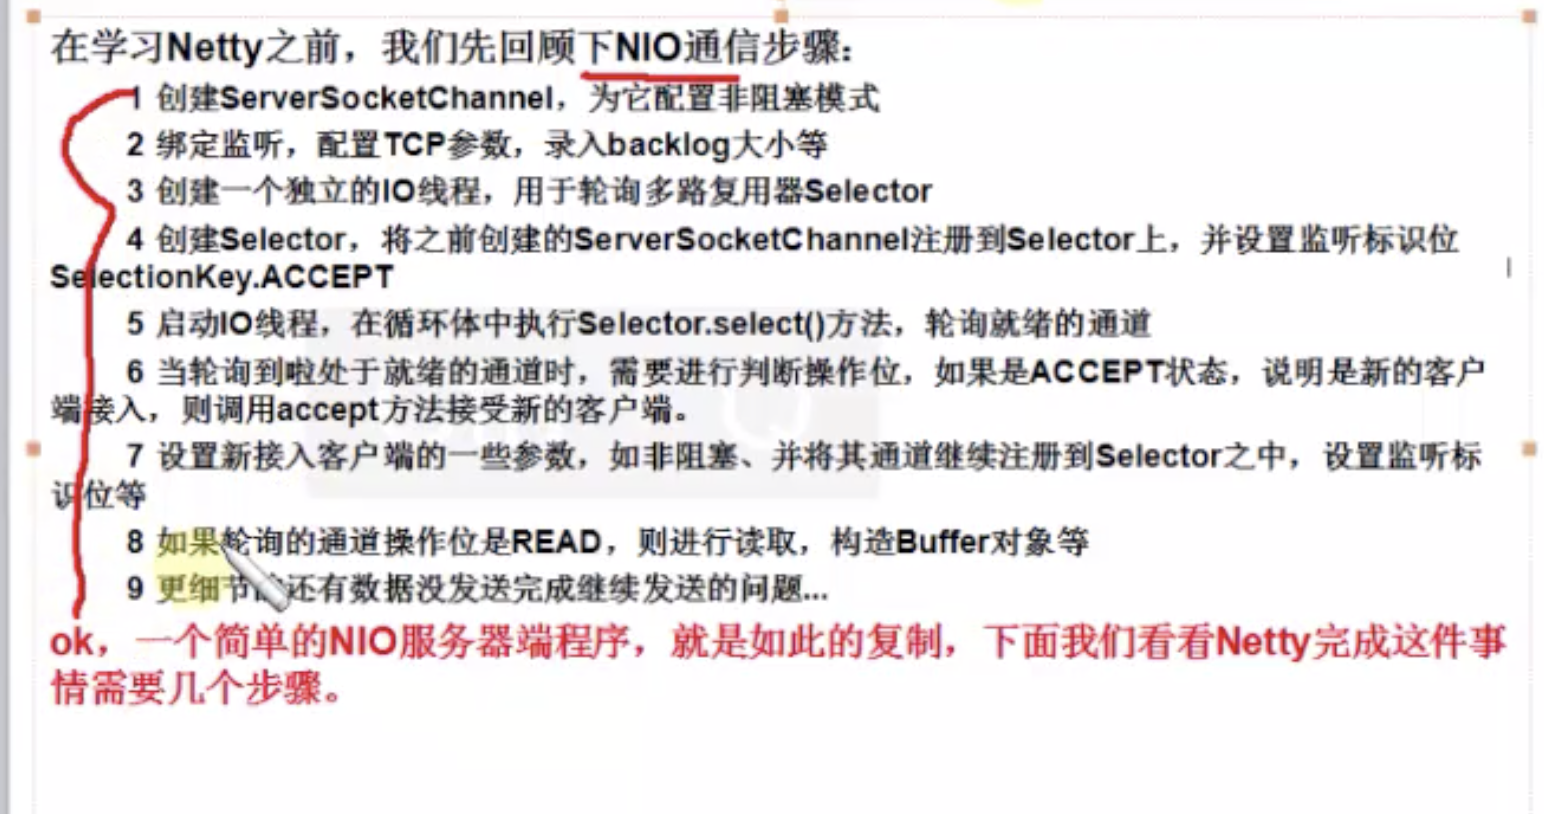 在学习Netty之前，我们先回顾下NIO通信步骤：
1 创建ServerSocketChannel，为它配置非阻塞模式
2 绑定监听，配置TCP参数，录入backlog大小等
3 创建一个独立的IO线程，用于轮询多路复用器Selector
4 创建Selector，将之前创建的ServerSocketChannel注册到Selector上，并设置监听标识位
SelectionKey.ACCEPT
5 启动IO线程，在循环体中执行Selector.select()方法，轮询就绪的通道
6 当轮询到啦处于就绪的通道时，需要进行判断操作位，如果是ACCEPT状态，说明是新的客户
端接入，则调用accept方法接受新的客户端。
7 设置新接入客户端的一些参数，如非阻塞、并将其通道继续注册到Selector之中，设置监听标
识位等
8 如果轮询的通道操作位是READ，则进行读取，构造Buffer对象等
9 更细节还有数据没发送完成继续发送的问题...
ok，一个简单的NIO服务器端程序，就是如此的复制，下面我们看看Netty完成这件事
情需要几个步骤。